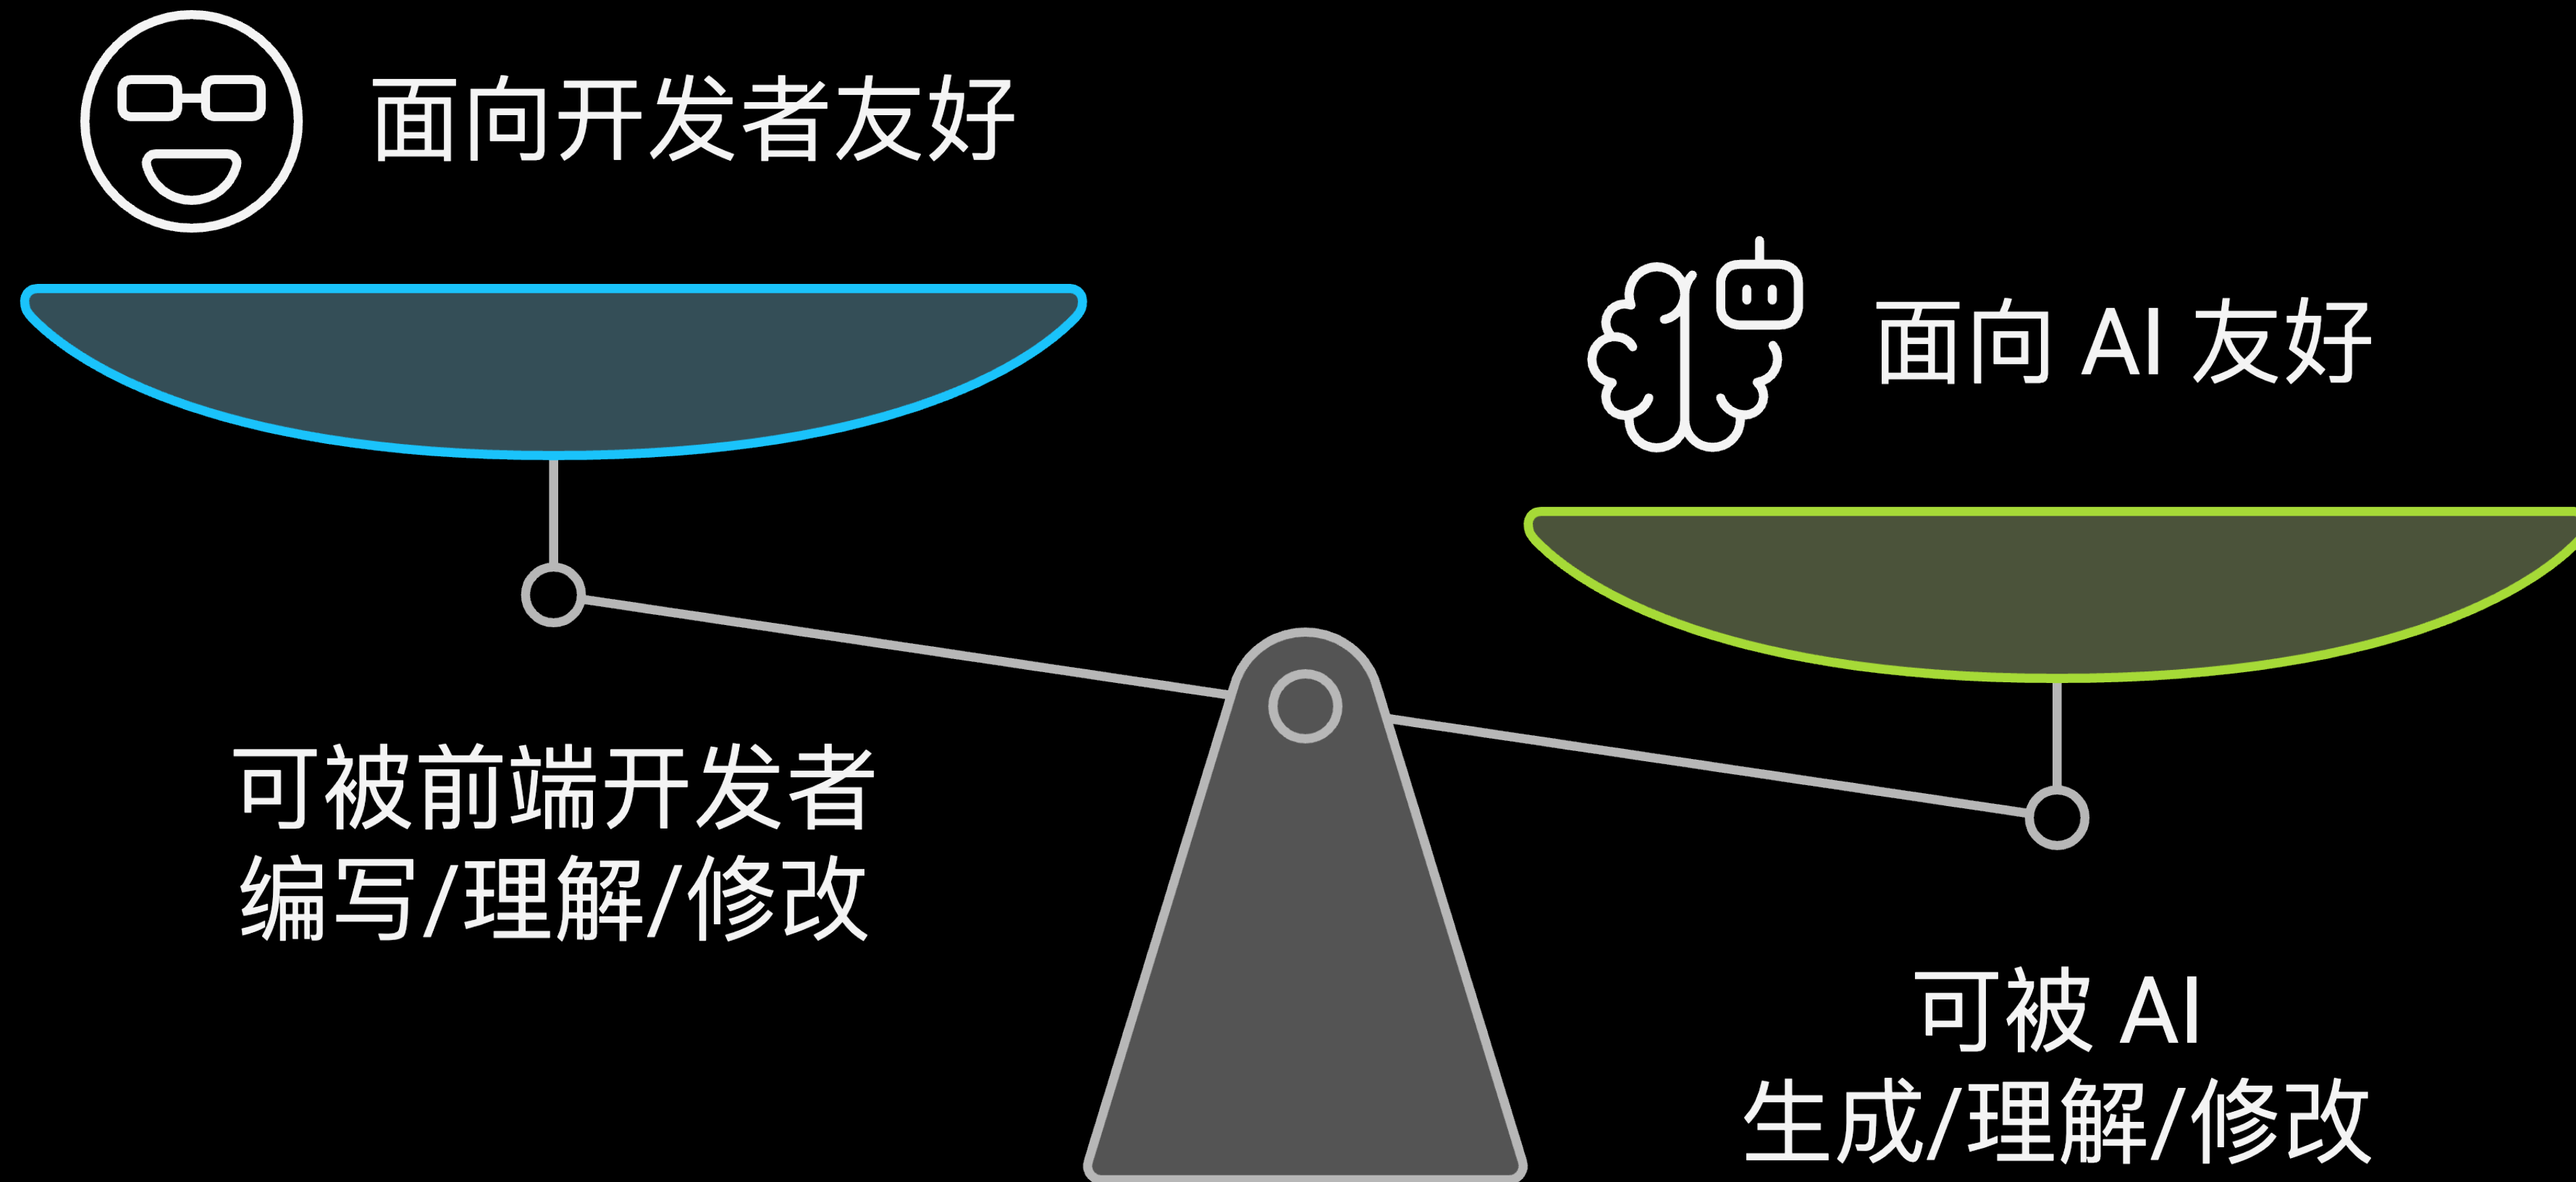 面向开发者友好
面向 AI 友好
可被前端开发者
编写/理解/修改
可被 AI
生成/理解/修改